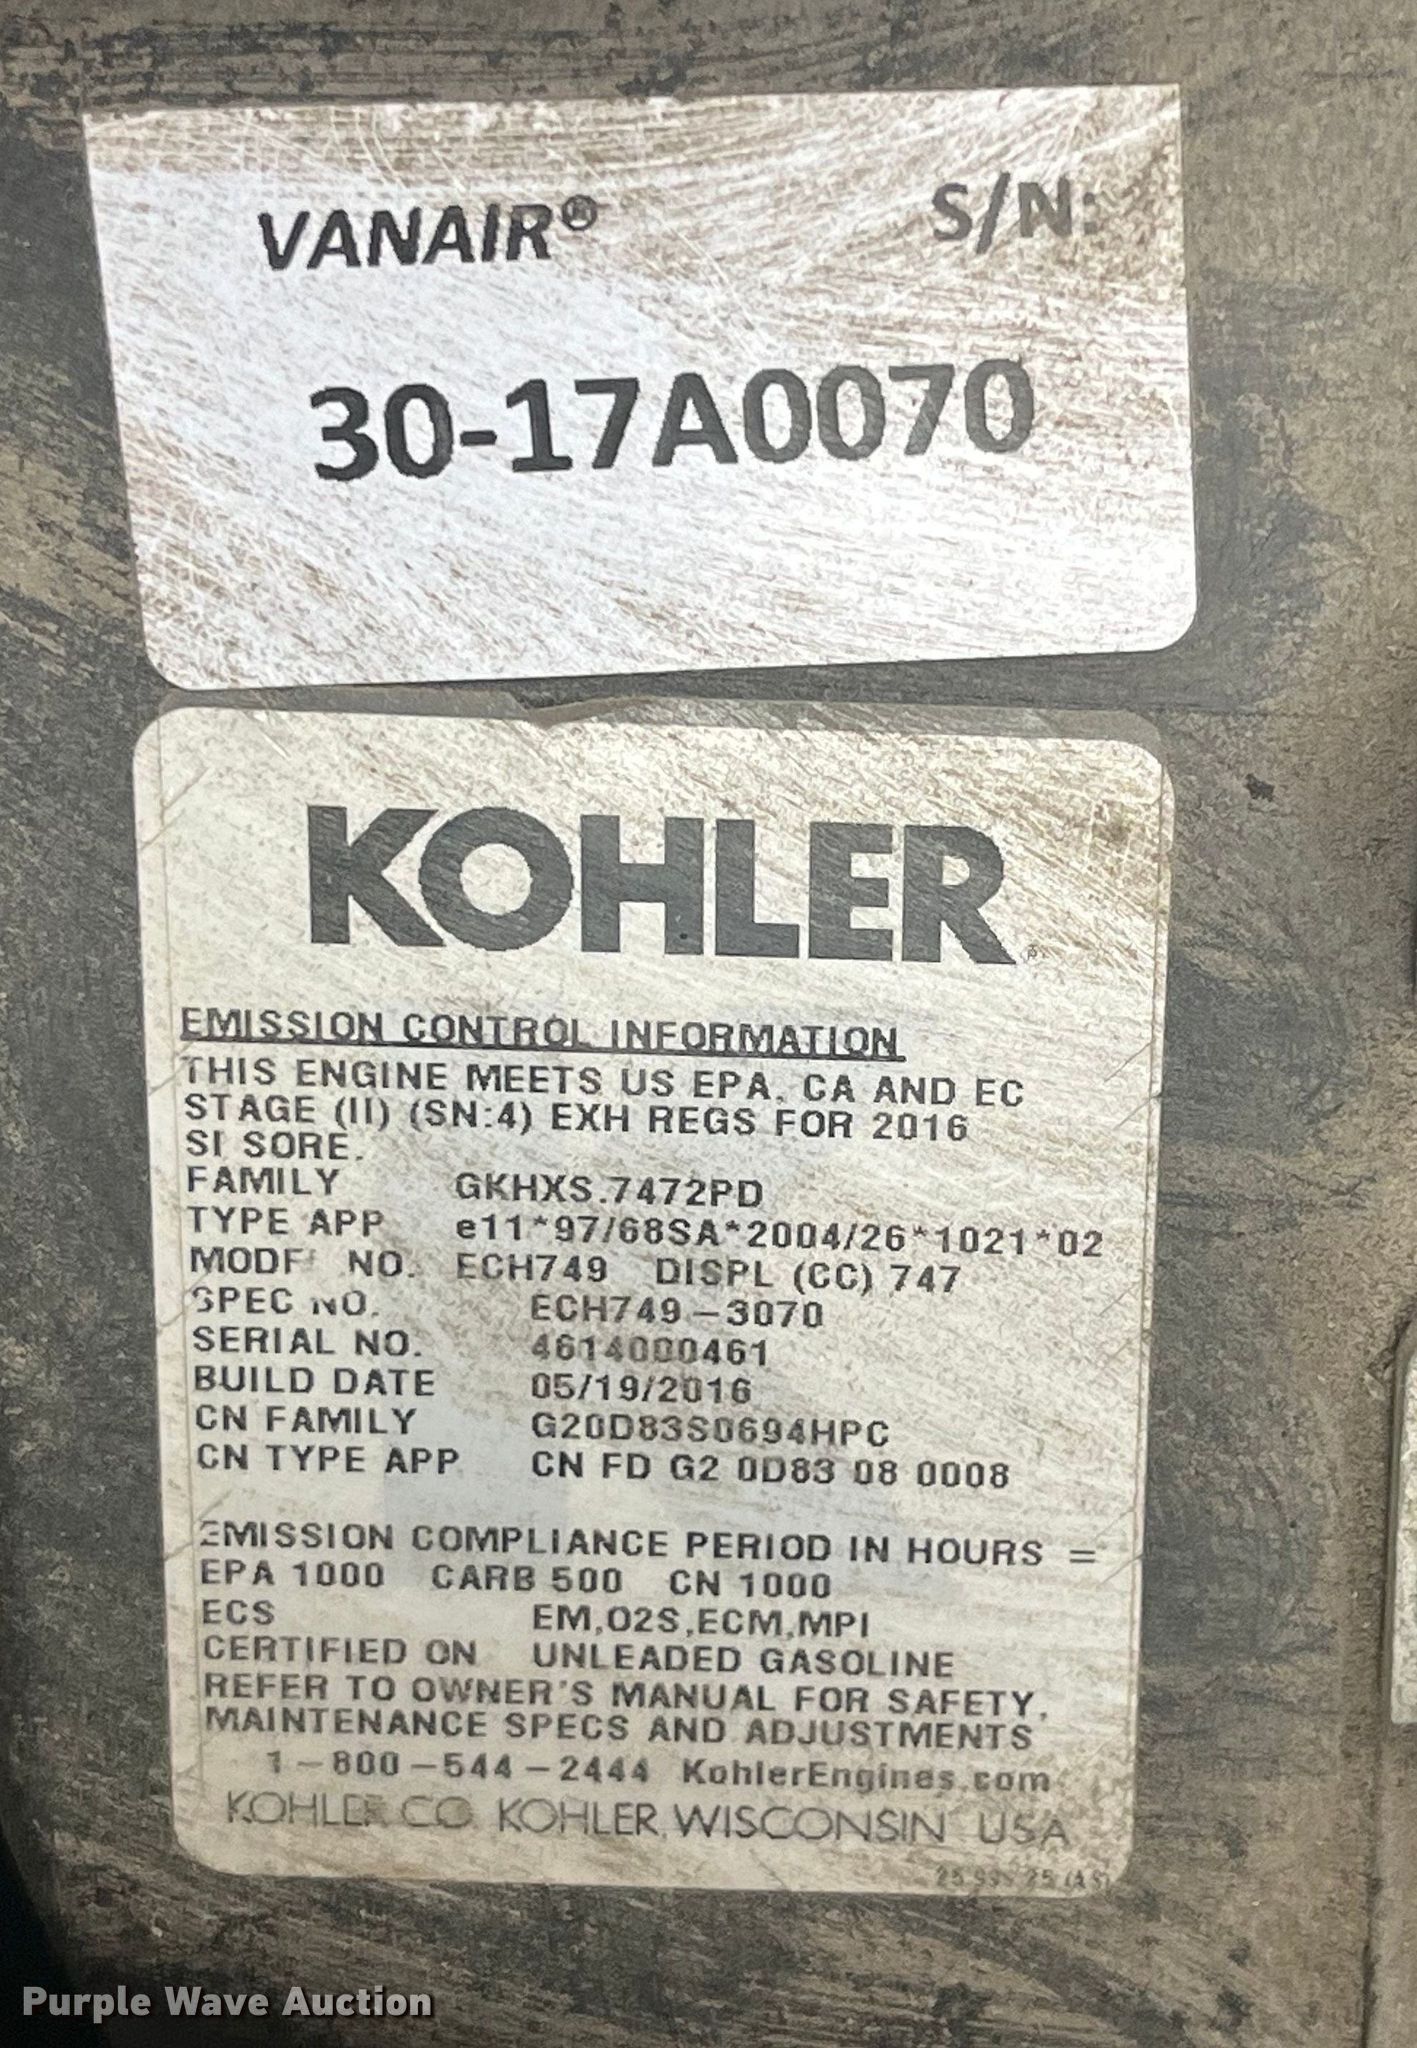 VANAIR® S/N:
30-17A0070
KOHLER
EMISSION CONTROL INFORMATION
THIS ENGINE MEETS US EPA, CA AND EC
STAGE (II) (SN:4) EXH REGS FOR 2016
SI SORE.
FAMILY GKHXS.7472PD
TYPE APP e11*97/68SA*2004/26*1021*02
MODE NO. ECH749 DISPL (CC) 747
SPEC NO. ECH749-3070
SERIAL NO. 4614000461
BUILD DATE 05/19/2016
CN FAMILY G20D83S0694HPC
CN TYPE APP CN FD G2 0D83 08 0008
EMISSION COMPLIANCE PERIOD IN HOURS =
EPA 1000 CARB 500 CN 1000
ECS EM,O2S,ECM,MPI
CERTIFIED ON UNLEADED GASOLINE
REFER TO OWNER'S MANUAL FOR SAFETY,
MAINTENANCE SPECS AND ADJUSTMENTS
1-800-544-2444 KohlerEngines.com
KOHLER CO. KOHLER, WISCONSIN USA
Purple Wave Auction